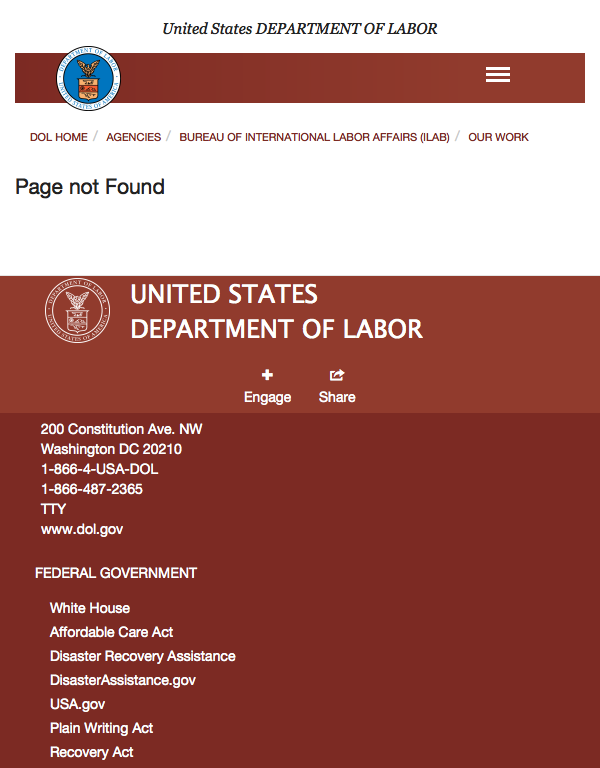 United States DEPARTMENT OF LABOR
DOL HOME / AGENCIES / BUREAU OF INTERNATIONAL LABOR AFFAIRS (ILAB) / OUR WORK
Page not Found
UNITED STATES
DEPARTMENT OF LABOR
Engage Share
200 Constitution Ave. NW
Washington DC 20210
1-866-4-USA-DOL
1-866-487-2365
TTY
www.dol.gov
FEDERAL GOVERNMENT
White House
Affordable Care Act
Disaster Recovery Assistance
DisasterAssistance.gov
USA.gov
Plain Writing Act
Recovery Act